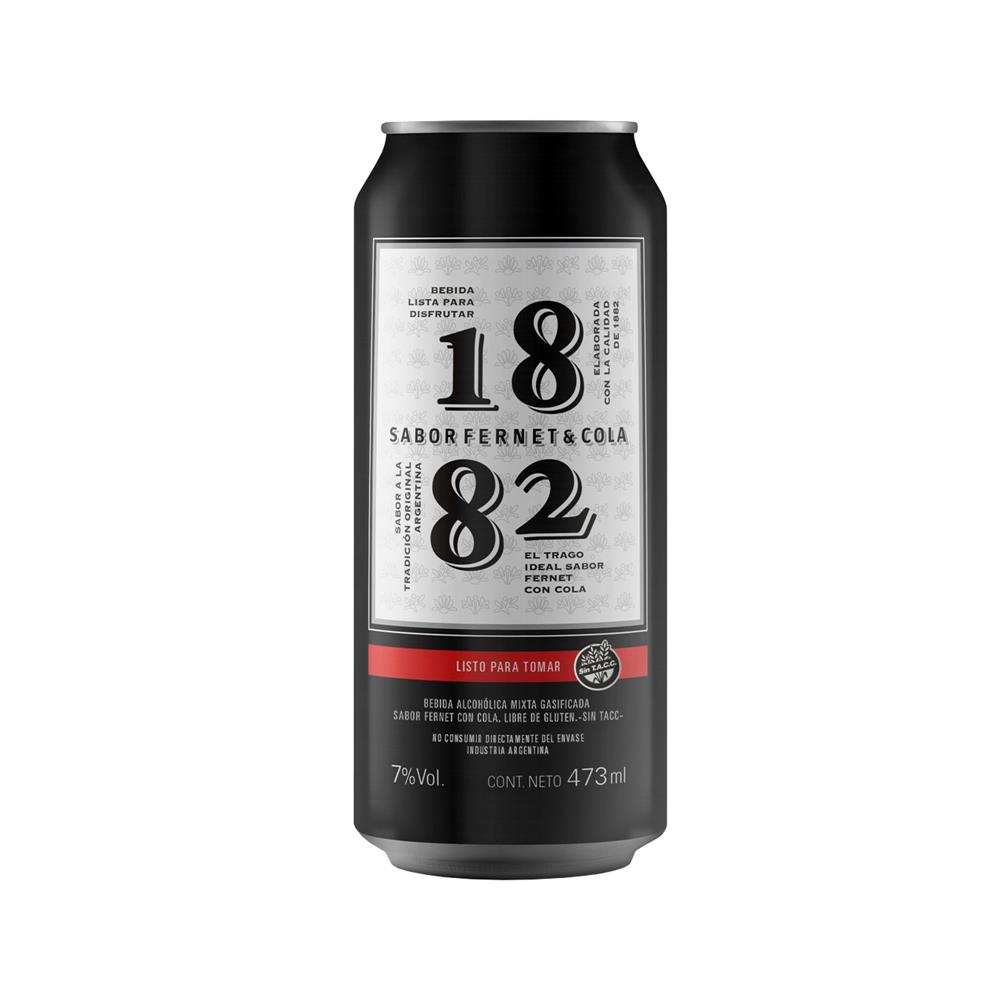 BEBIDA
LISTA PARA
DISFRUTAR
18
ELABORADA
CON LA CALIDAD
DE 1882
SABOR FERNET & COLA
SABOR A LA
TRADICIÓN ORIGINAL
ARGENTINA
82
EL TRAGO
IDEAL SABOR
FERNET
CON COLA
LISTO PARA TOMAR
Sin T.A.C.C.
BEBIDA ALCOHÓLICA MIXTA GASIFICADA
SABOR FERNET CON COLA. LIBRE DE GLUTEN.-SIN TACC-
NO CONSUMIR DIRECTAMENTE DEL ENVASE
INDUSTRIA ARGENTINA
7%Vol. CONT. NETO 473ml